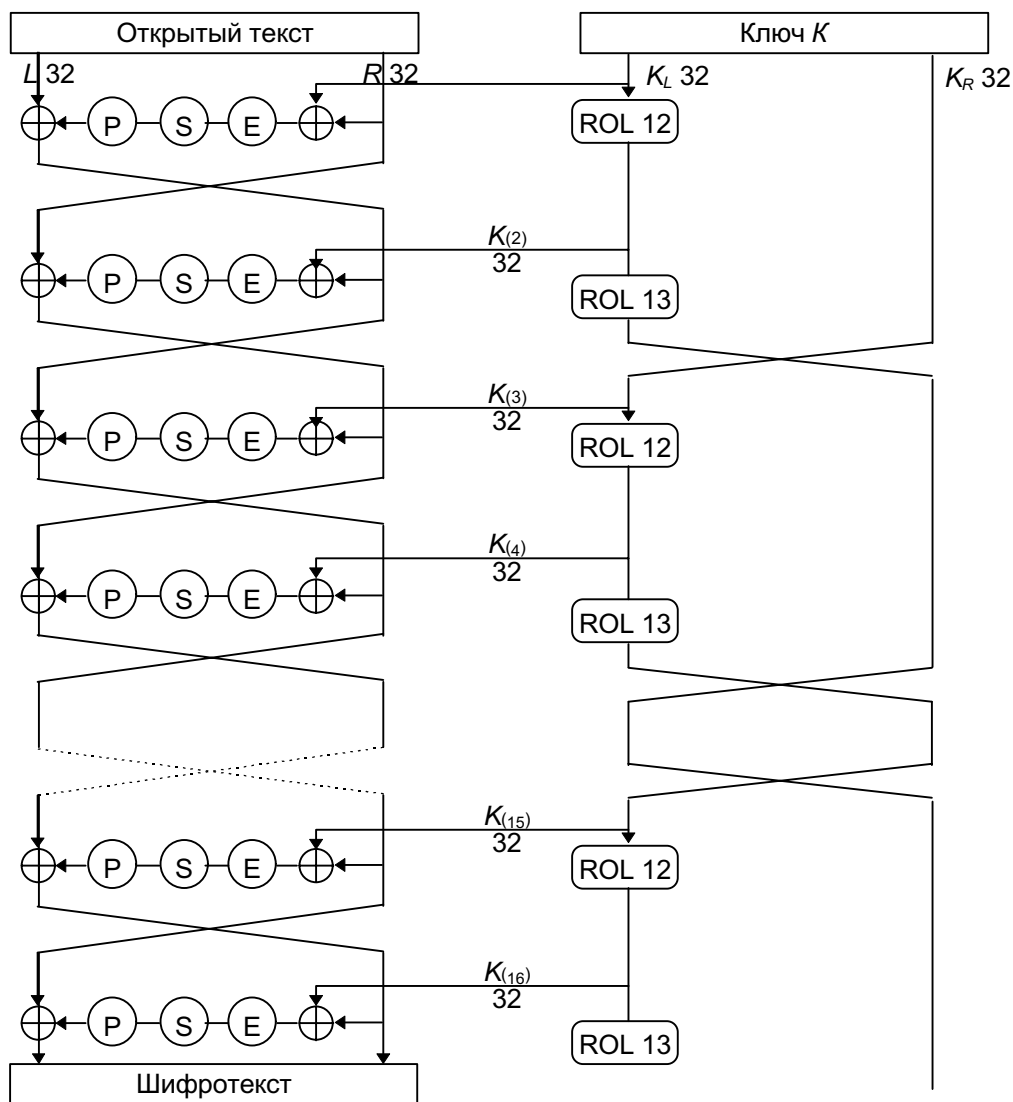 Открытый текст
Ключ K
L 32
R 32
K_L 32
K_R 32
P S E
ROL 12
K(2)
32
P S E
ROL 13
K(3)
32
P S E
ROL 12
K(4)
32
P S E
ROL 13
K(15)
32
P S E
ROL 12
K(16)
32
P S E
ROL 13
Шифротекст